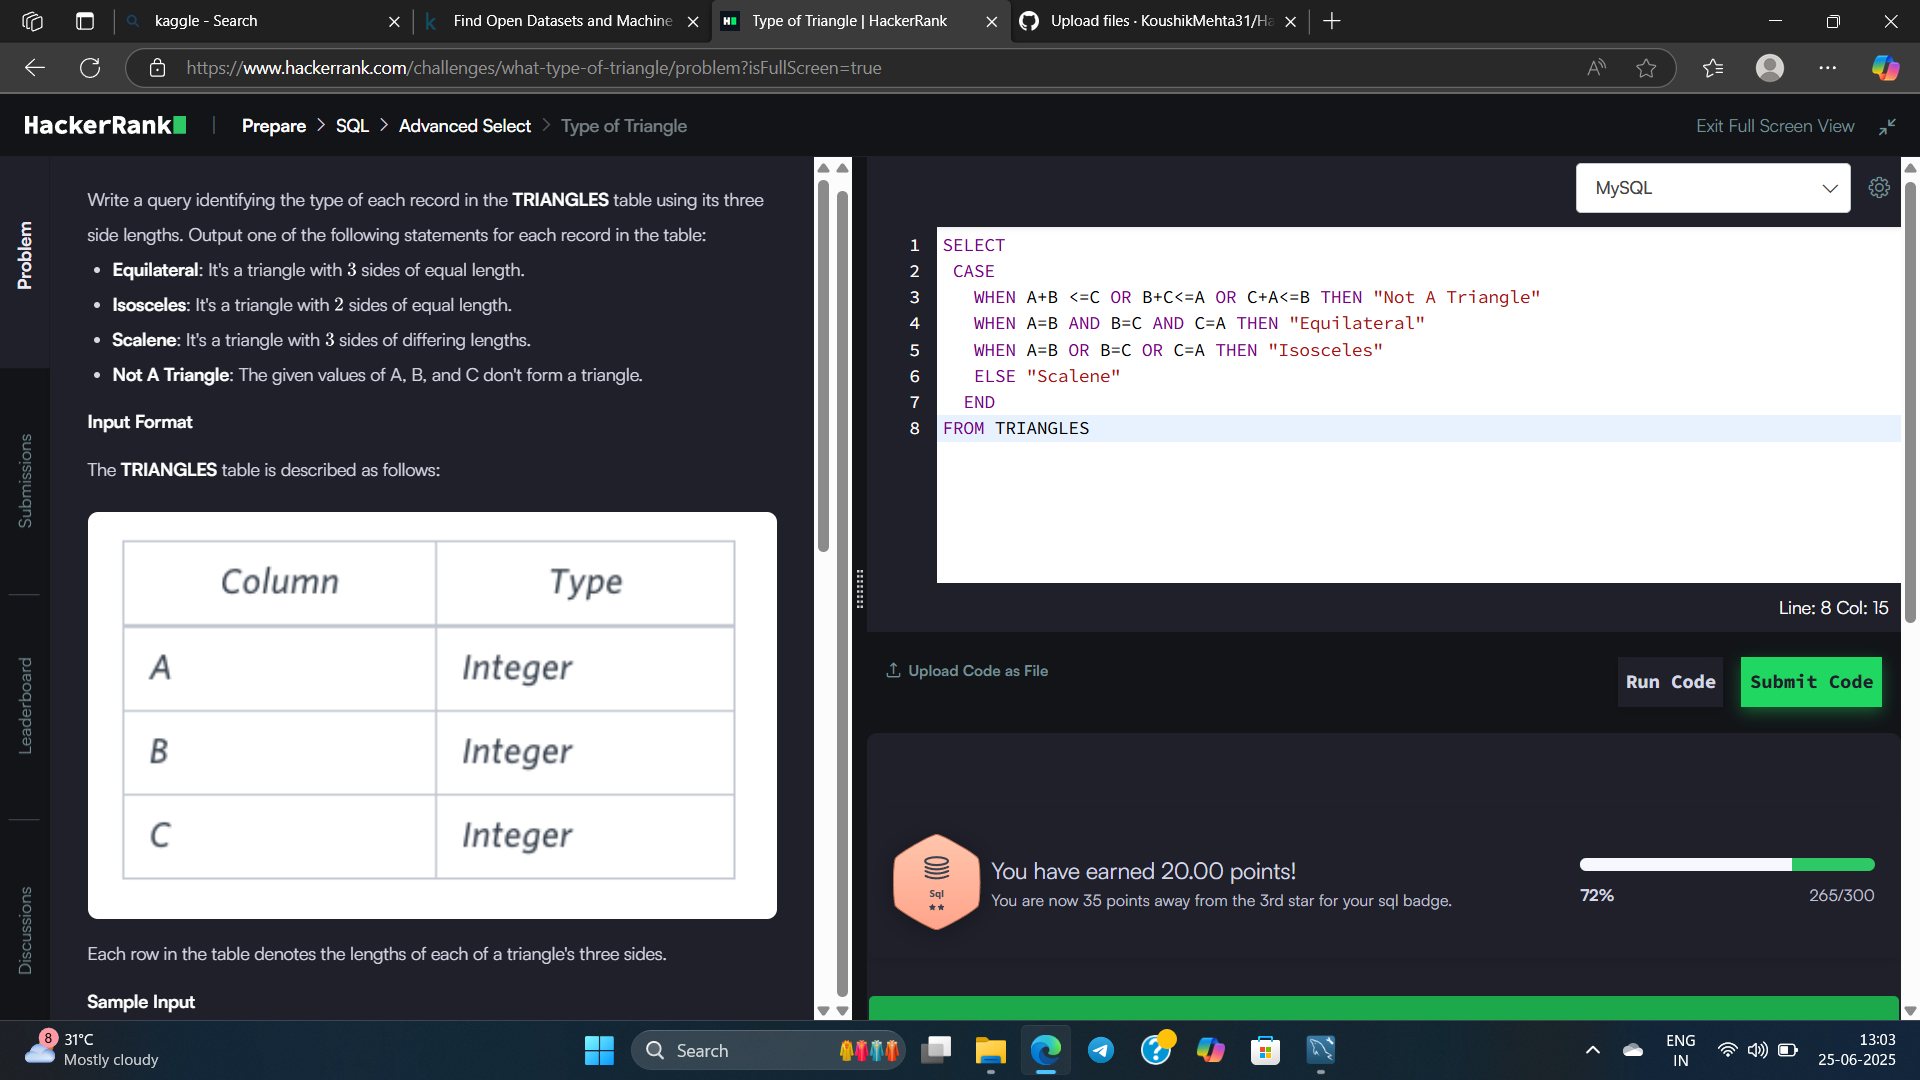 kaggle - Search
Find Open Datasets and Machine
Type of Triangle | HackerRank
Upload files · KoushikMehta31/Ha
https://www.hackerrank.com/challenges/what-type-of-triangle/problem?isFullScreen=true
HackerRank
Prepare > SQL > Advanced Select > Type of Triangle
Exit Full Screen View
Problem
Submissions
Leaderboard
Discussions
Write a query identifying the type of each record in the TRIANGLES table using its three
side lengths. Output one of the following statements for each record in the table:
• Equilateral: It's a triangle with 3 sides of equal length.
• Isosceles: It's a triangle with 2 sides of equal length.
• Scalene: It's a triangle with 3 sides of differing lengths.
• Not A Triangle: The given values of A, B, and C don't form a triangle.
Input Format
The TRIANGLES table is described as follows:
Column Type
A Integer
B Integer
C Integer
Each row in the table denotes the lengths of each of a triangle's three sides.
Sample Input
MySQL
1 SELECT
2 CASE
3 WHEN A+B <=C OR B+C<=A OR C+A<=B THEN "Not A Triangle"
4 WHEN A=B AND B=C AND C=A THEN "Equilateral"
5 WHEN A=B OR B=C OR C=A THEN "Isosceles"
6 ELSE "Scalene"
7 END
8 FROM TRIANGLES
Line: 8 Col: 15
Upload Code as File
Run Code
Submit Code
Sql
You have earned 20.00 points!
You are now 35 points away from the 3rd star for your sql badge.
72%
265/300
8
31°C
Mostly cloudy
Search
ENG
IN
13:03
25-06-2025